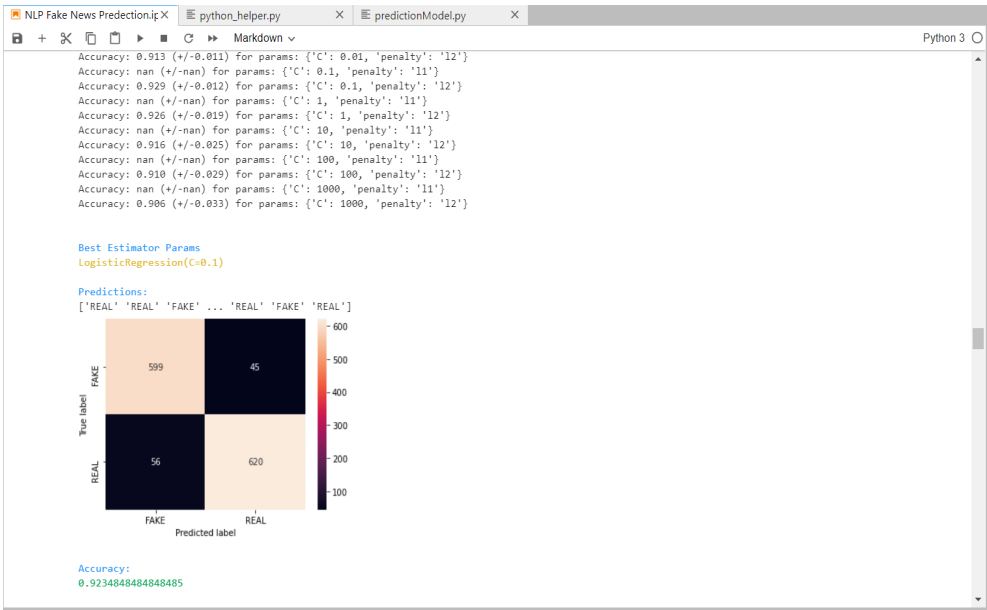 NLP Fake News Predection.ip
python_helper.py
predictionModel.py
Markdown
Python 3
Accuracy: 0.913 (+/-0.011) for params: {'C': 0.01, 'penalty': 'l2'}
Accuracy: nan (+/-nan) for params: {'C': 0.1, 'penalty': 'l1'}
Accuracy: 0.929 (+/-0.012) for params: {'C': 0.1, 'penalty': 'l2'}
Accuracy: nan (+/-nan) for params: {'C': 1, 'penalty': 'l1'}
Accuracy: 0.926 (+/-0.019) for params: {'C': 1, 'penalty': 'l2'}
Accuracy: nan (+/-nan) for params: {'C': 10, 'penalty': 'l1'}
Accuracy: 0.916 (+/-0.025) for params: {'C': 10, 'penalty': 'l2'}
Accuracy: nan (+/-nan) for params: {'C': 100, 'penalty': 'l1'}
Accuracy: 0.910 (+/-0.029) for params: {'C': 100, 'penalty': 'l2'}
Accuracy: nan (+/-nan) for params: {'C': 1000, 'penalty': 'l1'}
Accuracy: 0.906 (+/-0.033) for params: {'C': 1000, 'penalty': 'l2'}
Best Estimator Params
LogisticRegression(C=0.1)
Predictions:
['REAL' 'REAL' 'FAKE' ... 'REAL' 'FAKE' 'REAL']
True label
FAKE
REAL
599
45
56
620
FAKE
REAL
Predicted label
600
500
400
300
200
100
Accuracy:
0.9234848484848485